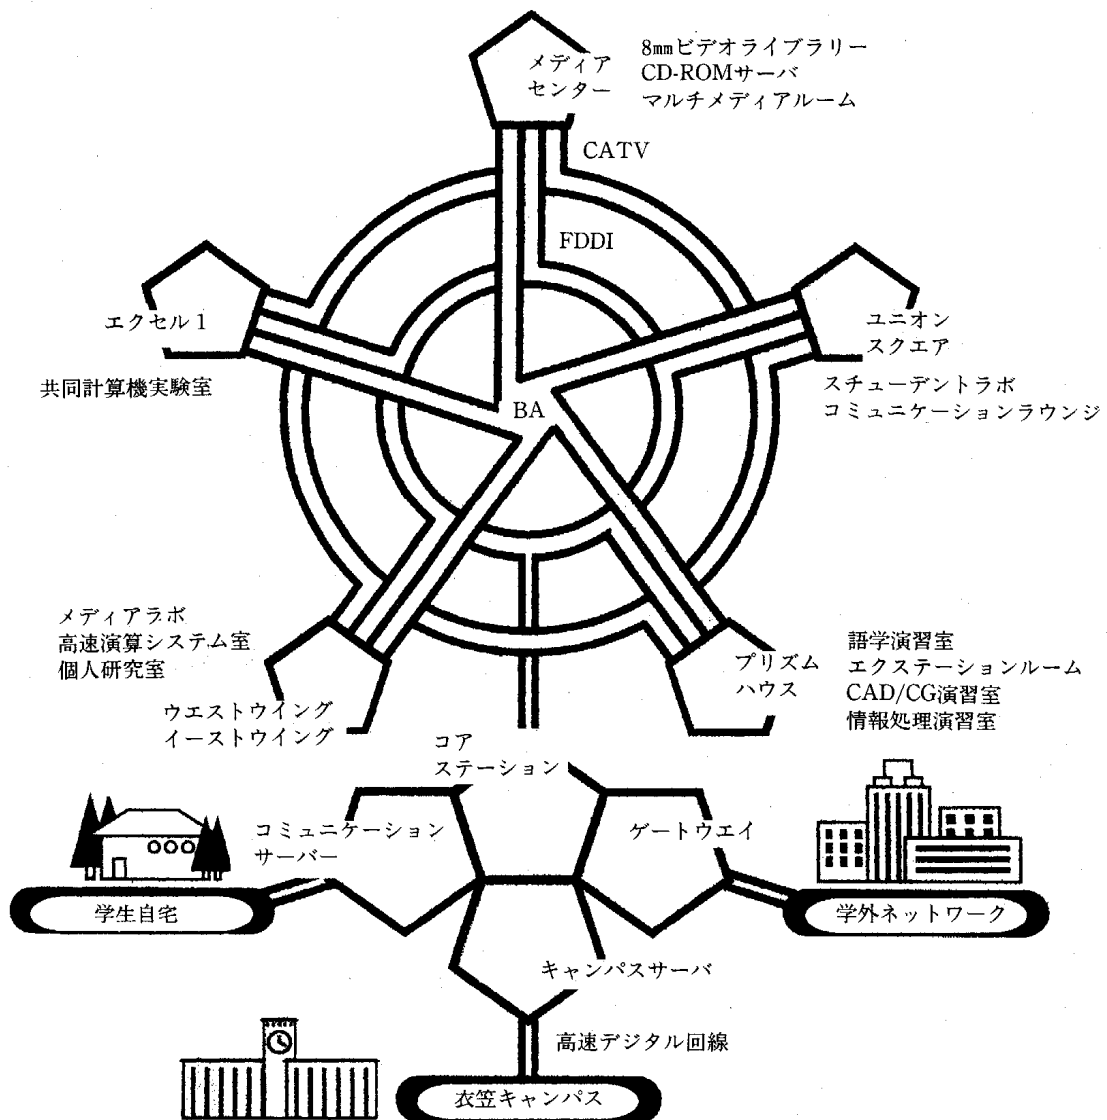 メディア
センター
8㎜ビデオライブラリー
CD-ROMサーバ
マルチメディアルーム
CATV
FDDI
エクセル1
共同計算機実験室
ユニオン
スクエア
スチューデントラボ
コミュニケーションラウンジ
BA
メディアラボ
高速演算システム室
個人研究室
ウエストウイング
イーストウイング
プリズム
ハウス
語学演習室
エクステーションルーム
CAD/CG演習室
情報処理演習室
コア
ステーション
コミュニケーション
サーバー
ゲートウエイ
学生自宅
学外ネットワーク
キャンパスサーバ
高速デジタル回線
衣笠キャンパス